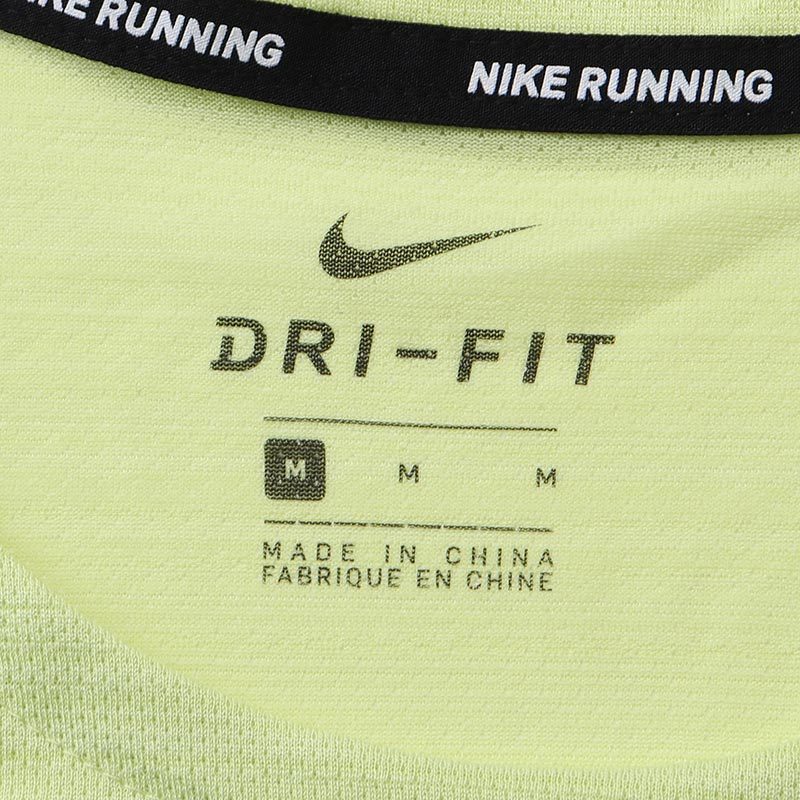 NIKE RUNNING
NIKE RUNNING
DRI-FIT
M M M
MADE IN CHINA
FABRIQUE EN CHINE